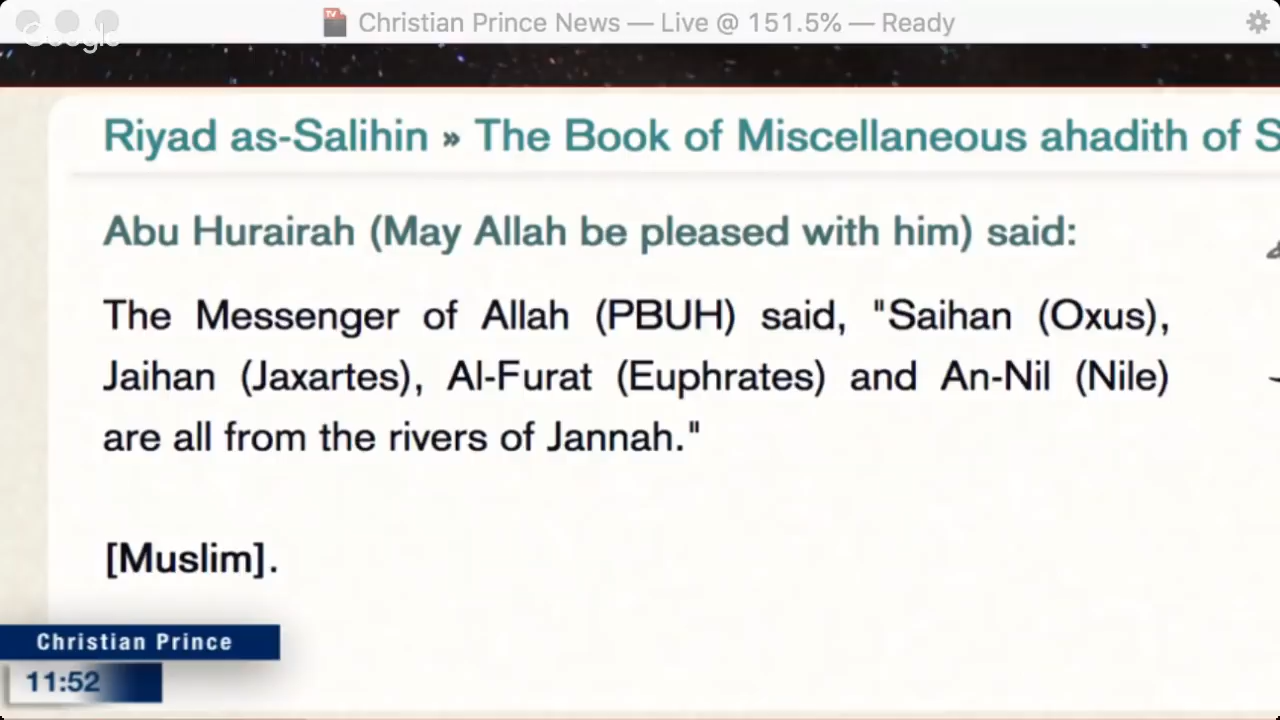 Christian Prince News — Live @ 151.5% — Ready
Google
Riyad as-Salihin » The Book of Miscellaneous ahadith of S
Abu Hurairah (May Allah be pleased with him) said:
The Messenger of Allah (PBUH) said, "Saihan (Oxus),
Jaihan (Jaxartes), Al-Furat (Euphrates) and An-Nil (Nile)
are all from the rivers of Jannah."
[Muslim].
Christian Prince
11:52